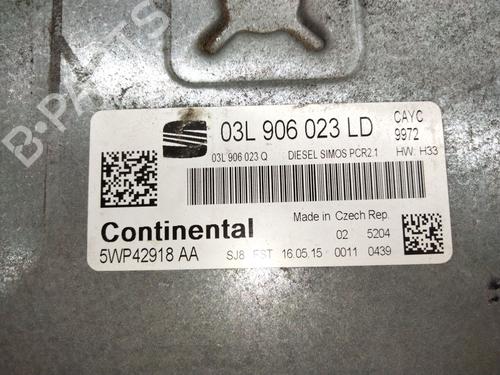 03L 906 023 LD CAYC
9972
03L 906 023 Q DIESEL SIMOS PCR2.1 HW: H33
Continental Made in Czech Rep.
02 5204
5WP42918 AA SJ8 EST 16.05.15 0011 0439
B-PARTS